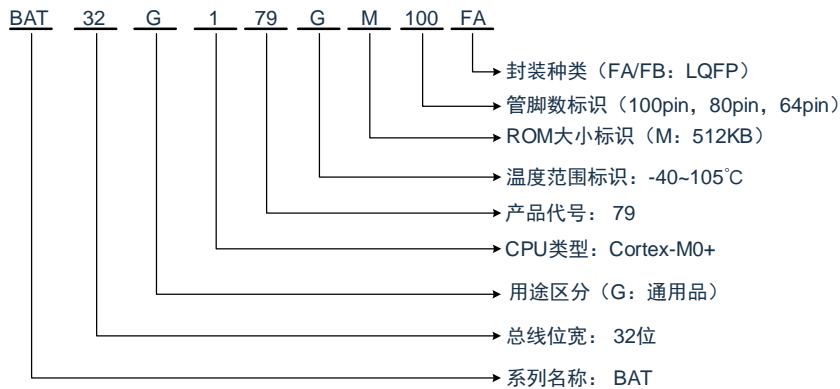 BAT 32 G 1 79 G M 100 FA
封装种类（FA/FB：LQFP）
管脚数标识（100pin，80pin，64pin）
ROM大小标识（M：512KB）
温度范围标识：-40~105℃
产品代号： 79
CPU类型：Cortex-M0+
用途区分（G：通用品）
总线位宽： 32位
系列名称： BAT